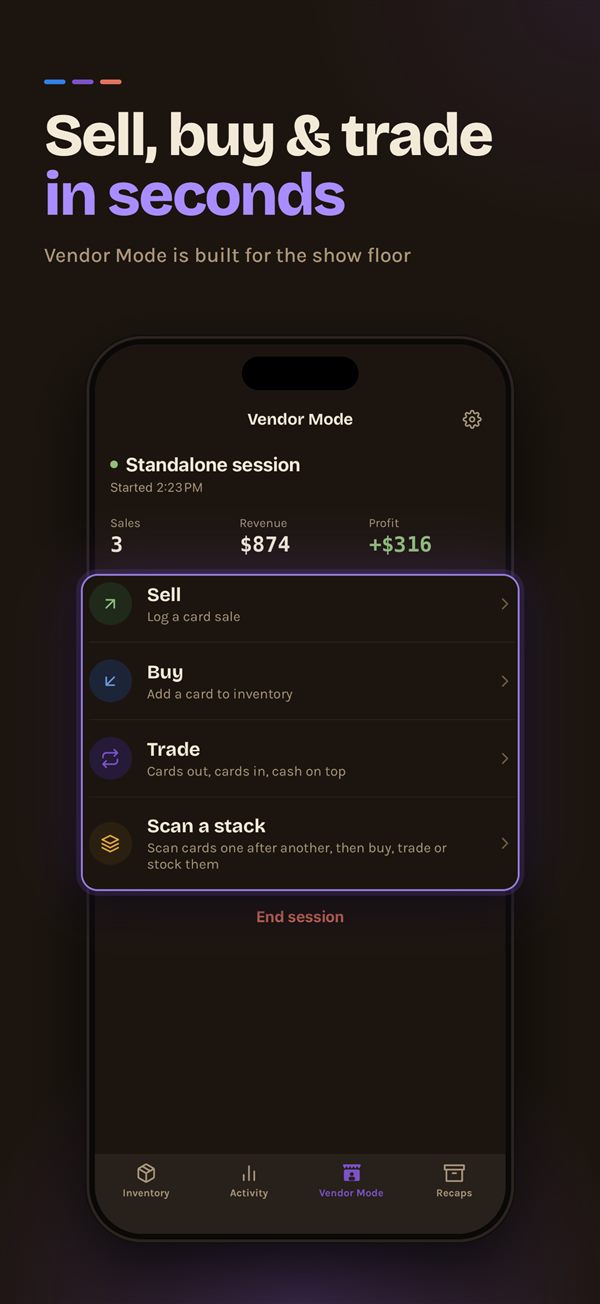 Sell, buy & trade
in seconds
Vendor Mode is built for the show floor
Vendor Mode
Standalone session
Started 2:23 PM
Sales
Revenue
Profit
3
$874
+$316
Sell
Log a card sale
Buy
Add a card to inventory
Trade
Cards out, cards in, cash on top
Scan a stack
Scan cards one after another, then buy, trade or
stock them
End session
Inventory
Activity
Vendor Mode
Recaps